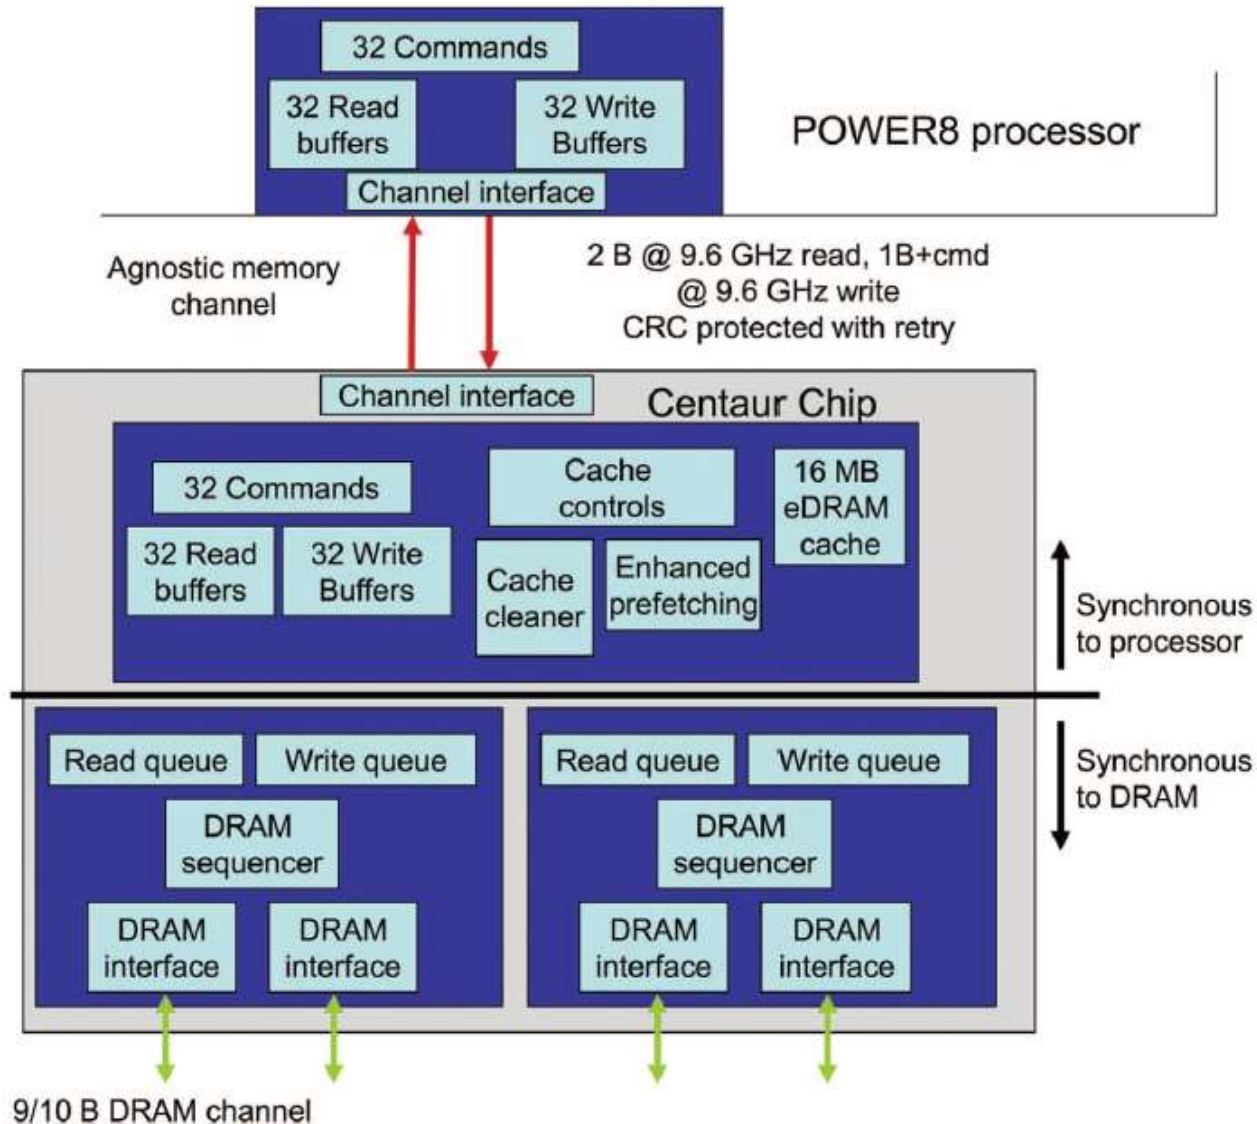 32 Commands
32 Read
buffers
32 Write
Buffers
Channel interface
POWER8 processor
Agnostic memory
channel
2 B @ 9.6 GHz read, 1B+cmd
@ 9.6 GHz write
CRC protected with retry
Channel interface
Centaur Chip
32 Commands
32 Read
buffers
32 Write
Buffers
Cache
controls
Cache
cleaner
Enhanced
prefetching
16 MB
eDRAM
cache
Synchronous
to processor
Read queue
Write queue
DRAM
sequencer
DRAM
interface
DRAM
interface
Read queue
Write queue
DRAM
sequencer
DRAM
interface
DRAM
interface
Synchronous
to DRAM
9/10 B DRAM channel